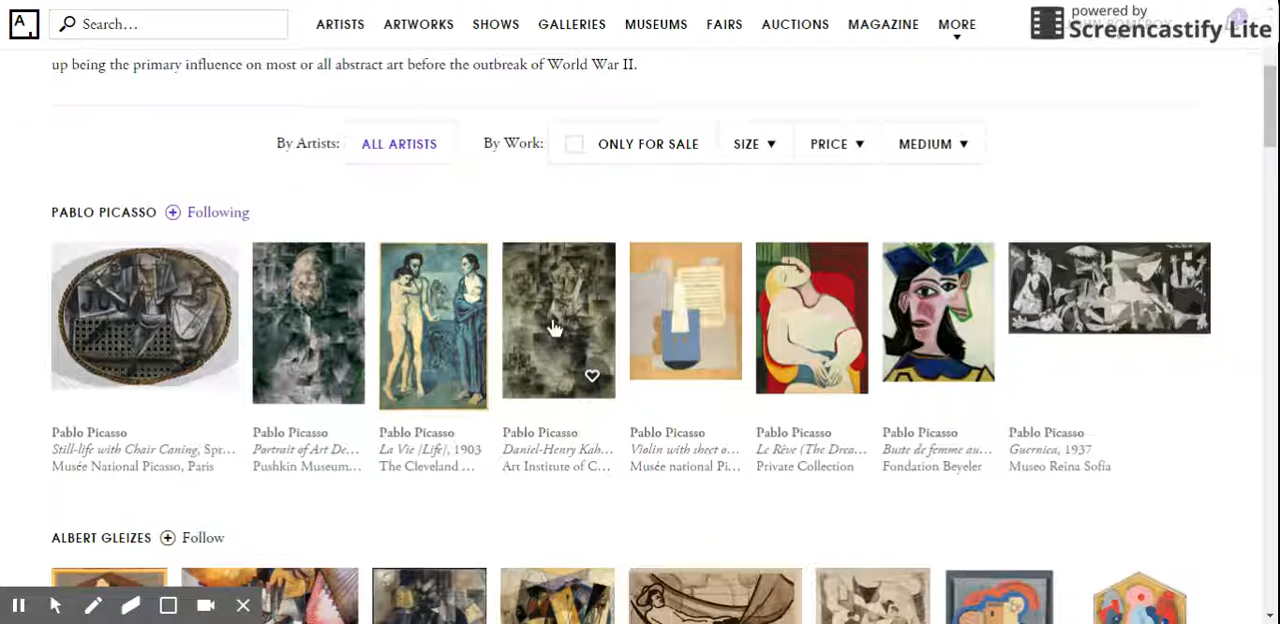 A
Search…
ARTISTS ARTWORKS SHOWS GALLERIES MUSEUMS FAIRS AUCTIONS MAGAZINE MORE
powered by
Screencastify Lite
up being the primary influence on most or all abstract art before the outbreak of World War II.
By Artists: ALL ARTISTS By Work: ONLY FOR SALE SIZE ▼ PRICE ▼ MEDIUM ▼
PABLO PICASSO Following
Pablo Picasso Pablo Picasso Pablo Picasso Pablo Picasso Pablo Picasso Pablo Picasso Pablo Picasso Pablo Picasso
Still-life with Chair Caning, Spr... Portrait of Art De... La Vie [Life], 1903 Daniel-Henry Kah... Violin with sheet o... Le Rêve (The Drea... Buste de femme au... Guernica, 1937
Musée National Picasso, Paris Pushkin Museum... The Cleveland ... Art Institute of C... Musée national Pi... Private Collection Fondation Beyeler Museo Reina Sofia
ALBERT GLEIZES Follow